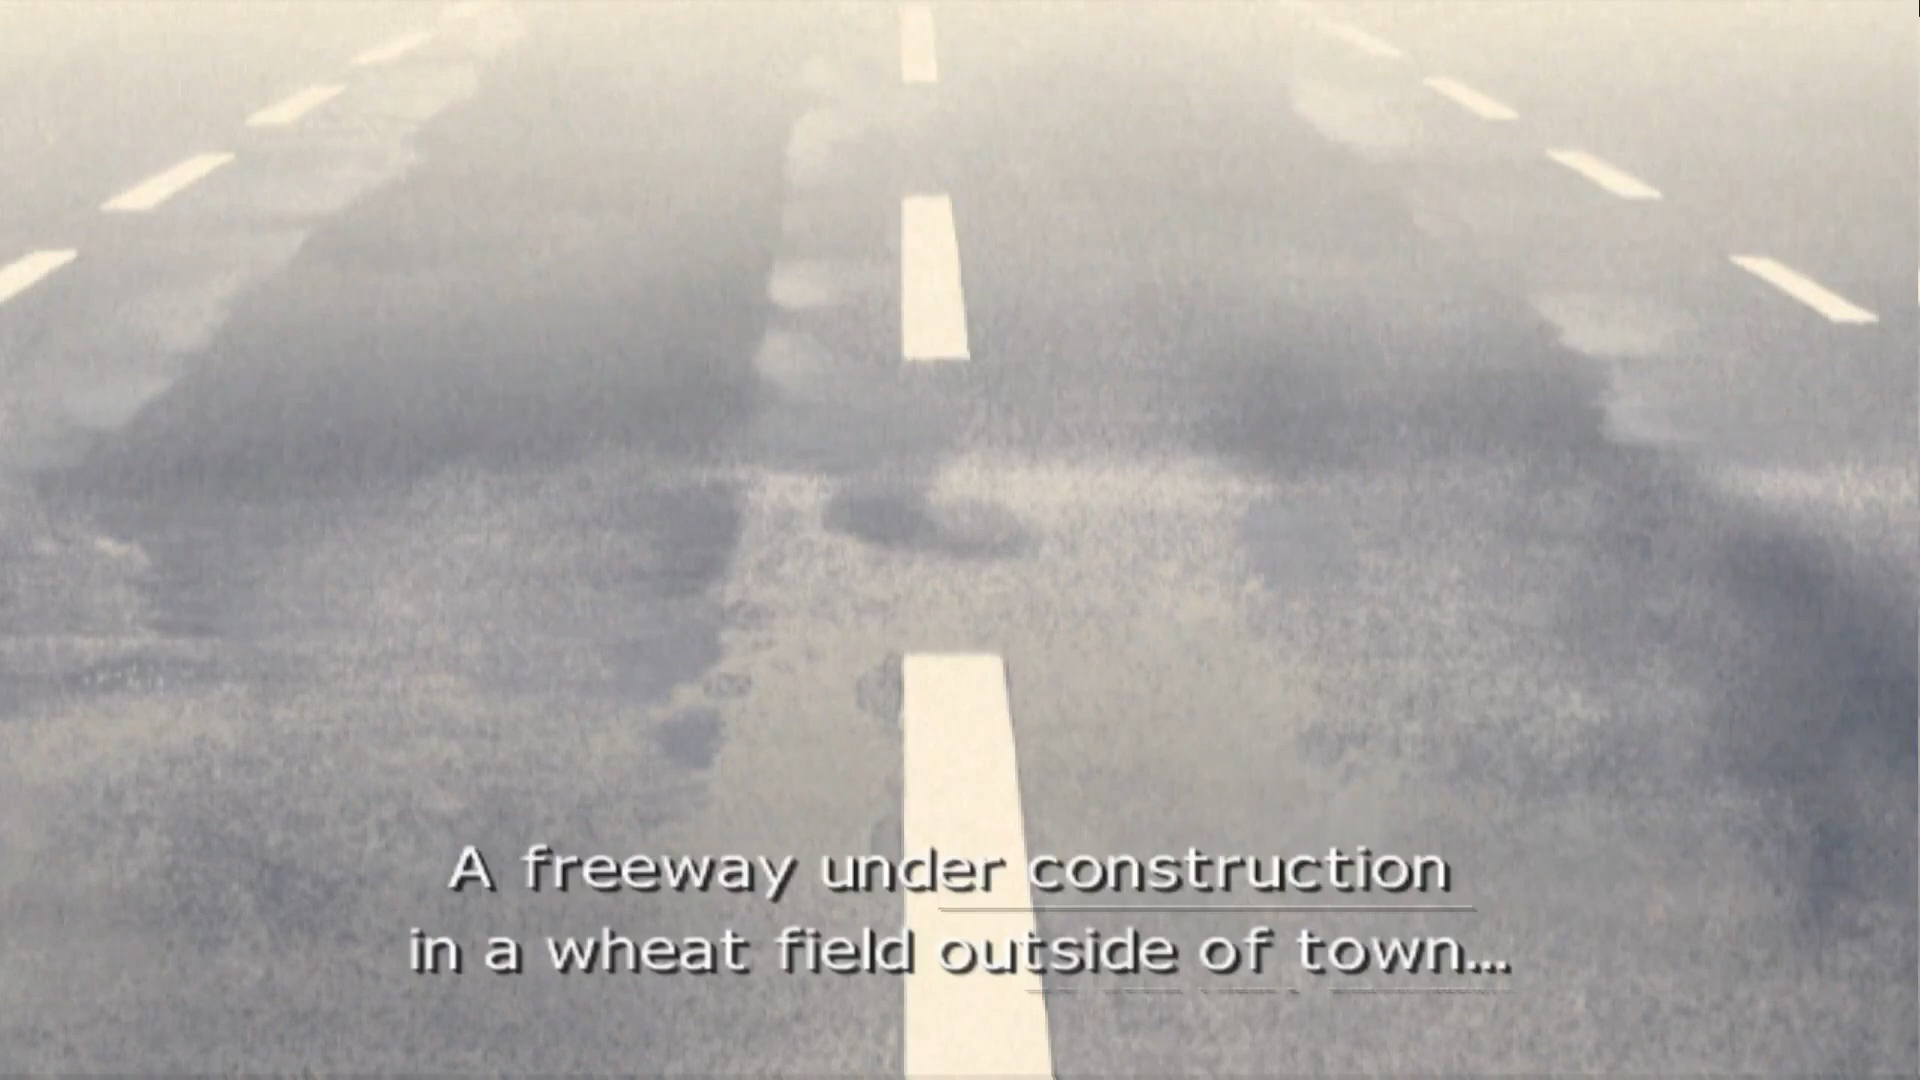 A freeway under construction
in a wheat field outside of town...